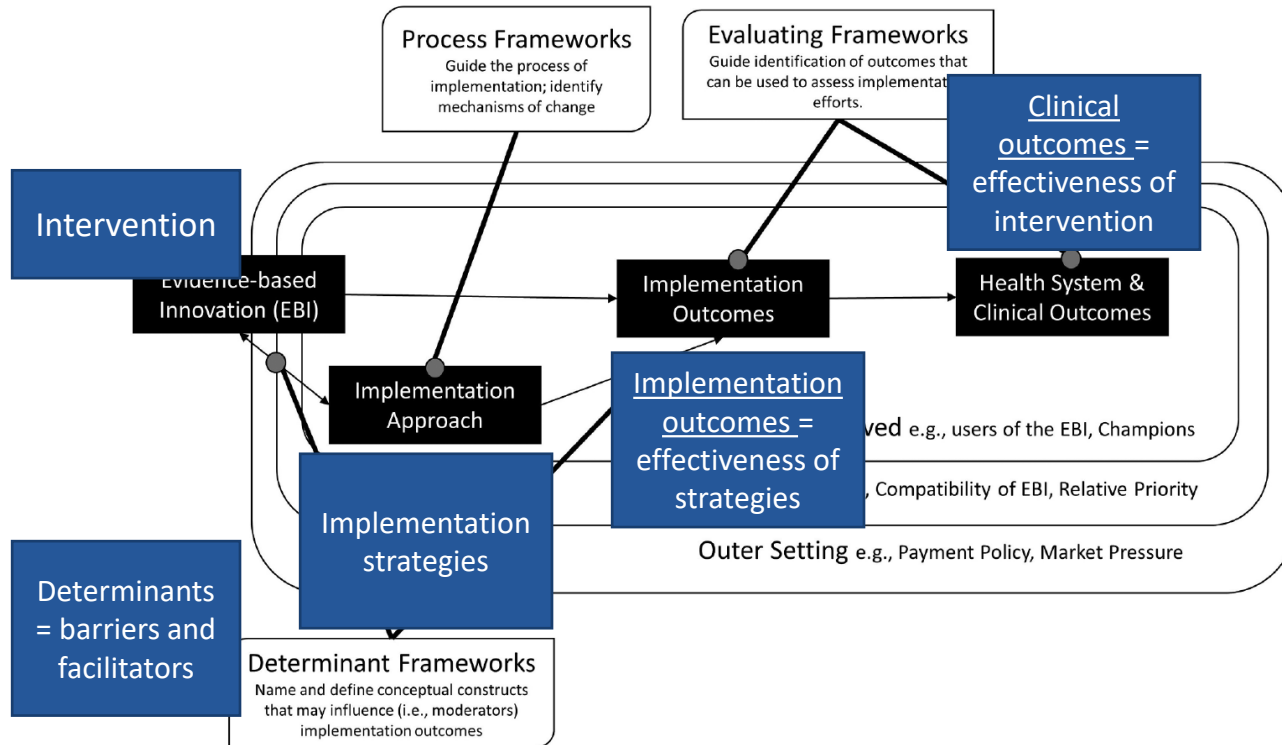 Process Frameworks
Guide the process of
implementation; identify
mechanisms of change
Evaluating Frameworks
Guide identification of outcomes that
can be used to assess implementat
efforts.
Clinical
outcomes =
effectiveness of
intervention
Intervention
Evidence-based
Innovation (EBI)
Implementation
Outcomes
Health System &
Clinical Outcomes
Implementation
Approach
Implementation
outcomes =
effectiveness of
strategies
ved e.g., users of the EBI, Champions
, Compatibility of EBI, Relative Priority
Implementation
strategies
Outer Setting e.g., Payment Policy, Market Pressure
Determinants
= barriers and
facilitators
Determinant Frameworks
Name and define conceptual constructs
that may influence (i.e., moderators)
implementation outcomes